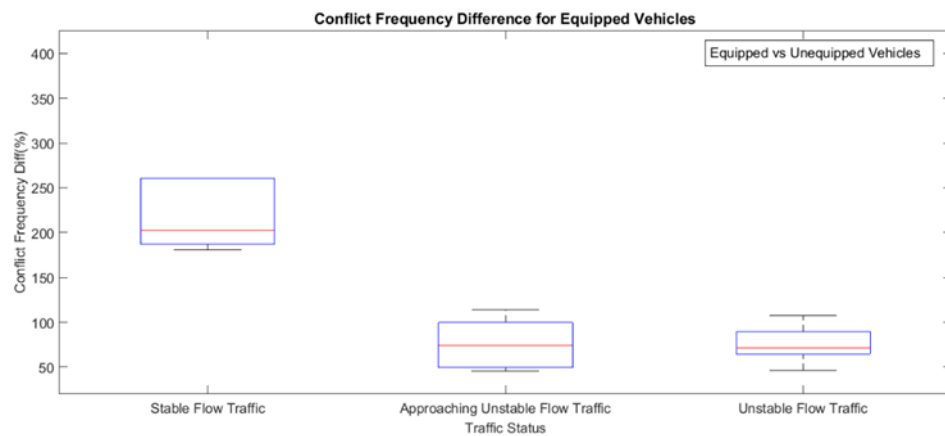 Conflict Frequency Difference for Equipped Vehicles
Equipped vs Unequipped Vehicles
Conflict Frequency Diff(%)
400
350
300
250
200
150
100
50
Stable Flow Traffic
Approaching Unstable Flow Traffic
Unstable Flow Traffic
Traffic Status